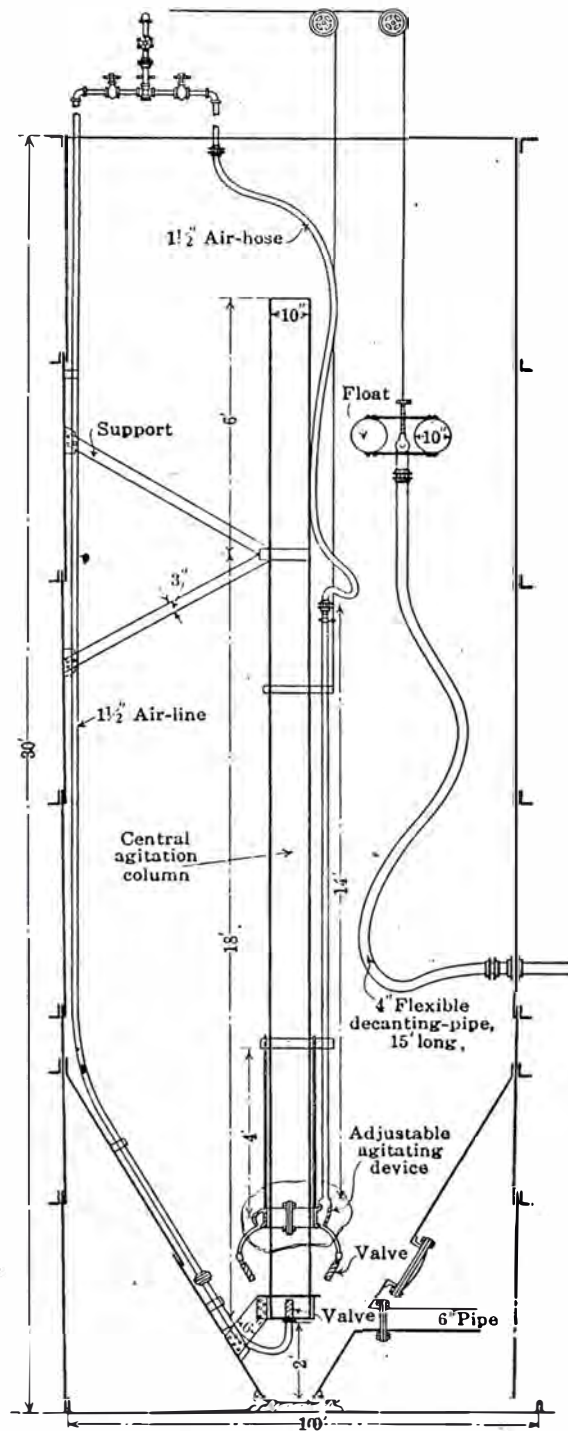 1½" Air-hose
10"
6'
Float
10"
Support
3"
1½" Air-line
30'
Central
agitation
column
14'
18'
4" Flexible
decanting-pipe,
15' long,
4'
Adjustable
agitating
device
Valve
Valve
6" Pipe
6"
2'
10'